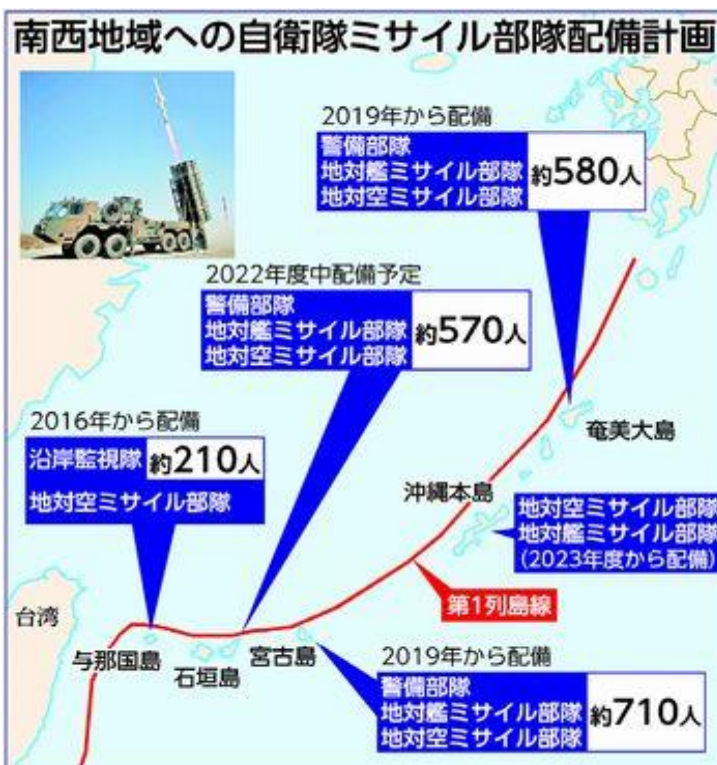 南西地域への自衛隊ミサイル部隊配備計画
2019年から配備
警備部隊
地対艦ミサイル部隊
地対空ミサイル部隊
約580人
2022年度中配備予定
警備部隊
地対艦ミサイル部隊
地対空ミサイル部隊
約570人
2016年から配備
沿岸監視隊
約210人
地対空ミサイル部隊
奄美大島
沖縄本島
地対空ミサイル部隊
地対艦ミサイル部隊
(2023年度から配備)
第1列島線
台湾
与那国島
石垣島
宮古島
2019年から配備
警備部隊
地対艦ミサイル部隊
地対空ミサイル部隊
約710人